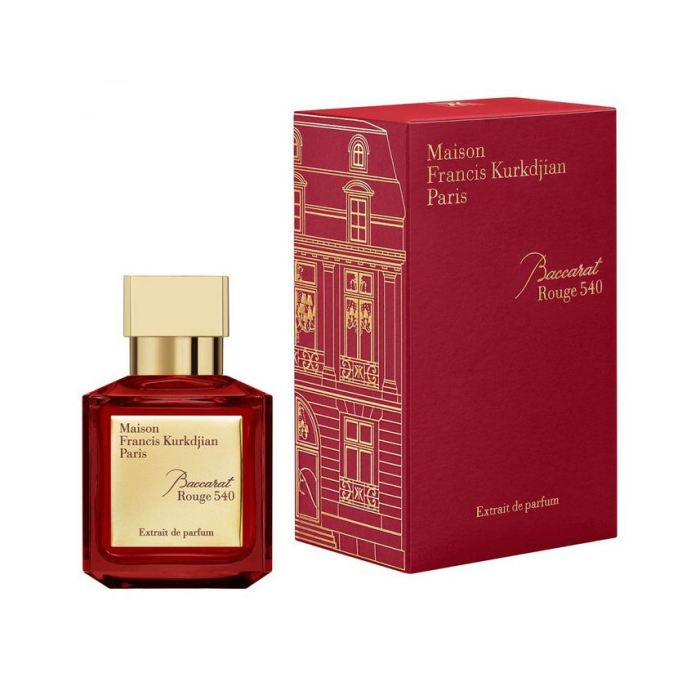 Maison
Francis Kurkdjian
Paris
Baccarat
Rouge 540
Extrait de parfum
Maison
Francis Kurkdjian
Paris
Baccarat
Rouge 540
Extrait de parfum